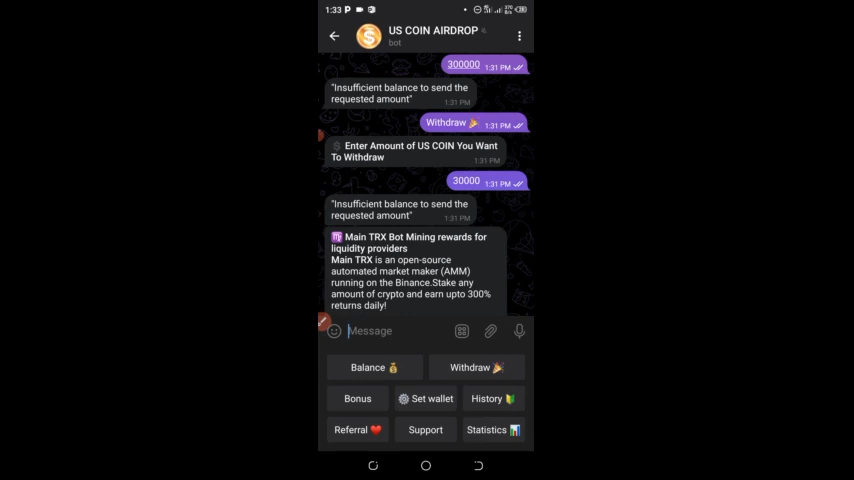 1:33
US COIN AIRDROP
bot
300000 1:31 PM
"Insufficient balance to send the
requested amount" 1:31 PM
Withdraw 🎉 1:31 PM
Enter Amount of US COIN You Want
To Withdraw 1:31 PM
30000 1:31 PM
"Insufficient balance to send the
requested amount" 1:31 PM
♍ Main TRX Bot Mining rewards for
liquidity providers
Main TRX is an open-source
automated market maker (AMM)
running on the Binance.Stake any
amount of crypto and earn upto 300%
returns daily!
Message
Balance 💰 Withdraw 🎉
Bonus ⚙️ Set wallet History 🔰
Referral ❤️ Support Statistics 📊